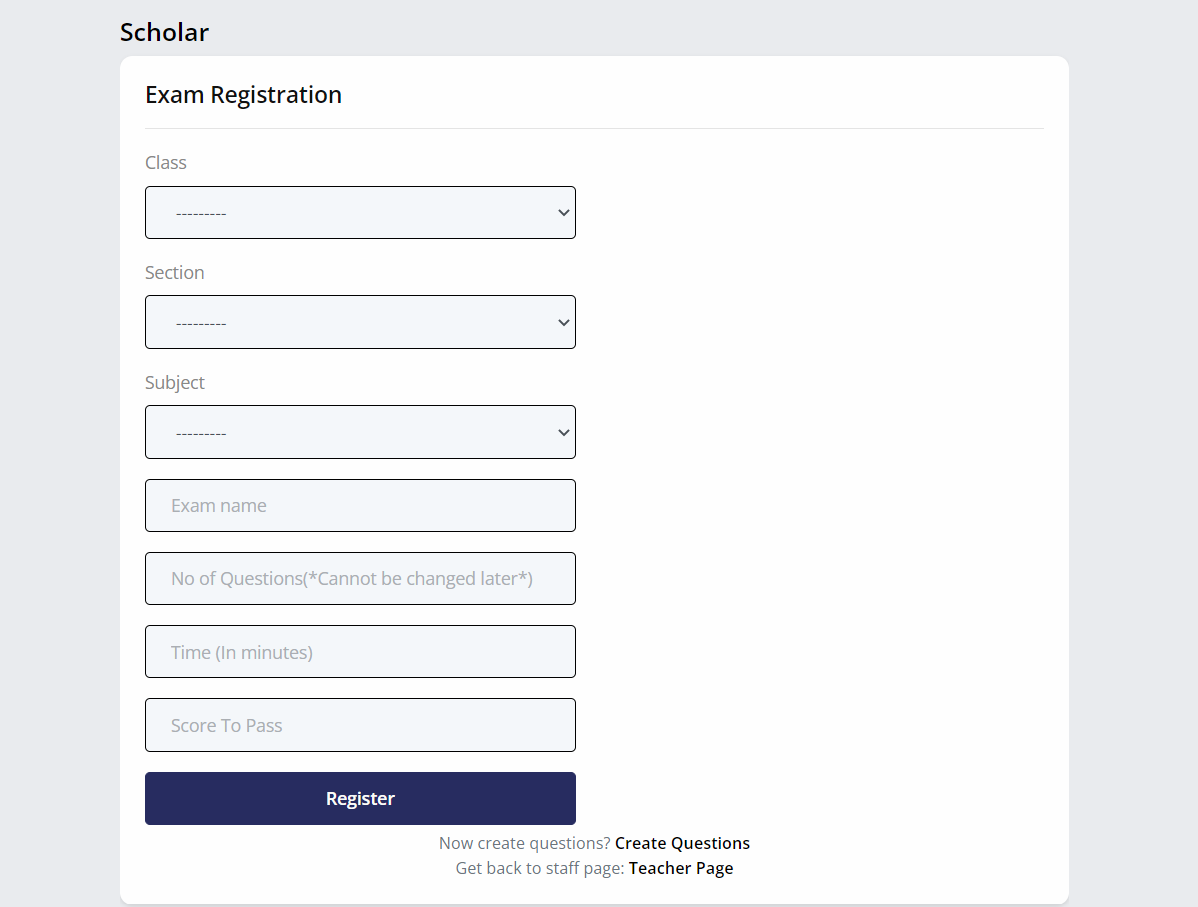 Scholar
Exam Registration
Class
---------
Section
---------
Subject
---------
Exam name
No of Questions(*Cannot be changed later*)
Time (In minutes)
Score To Pass
Register
Now create questions? Create Questions
Get back to staff page: Teacher Page